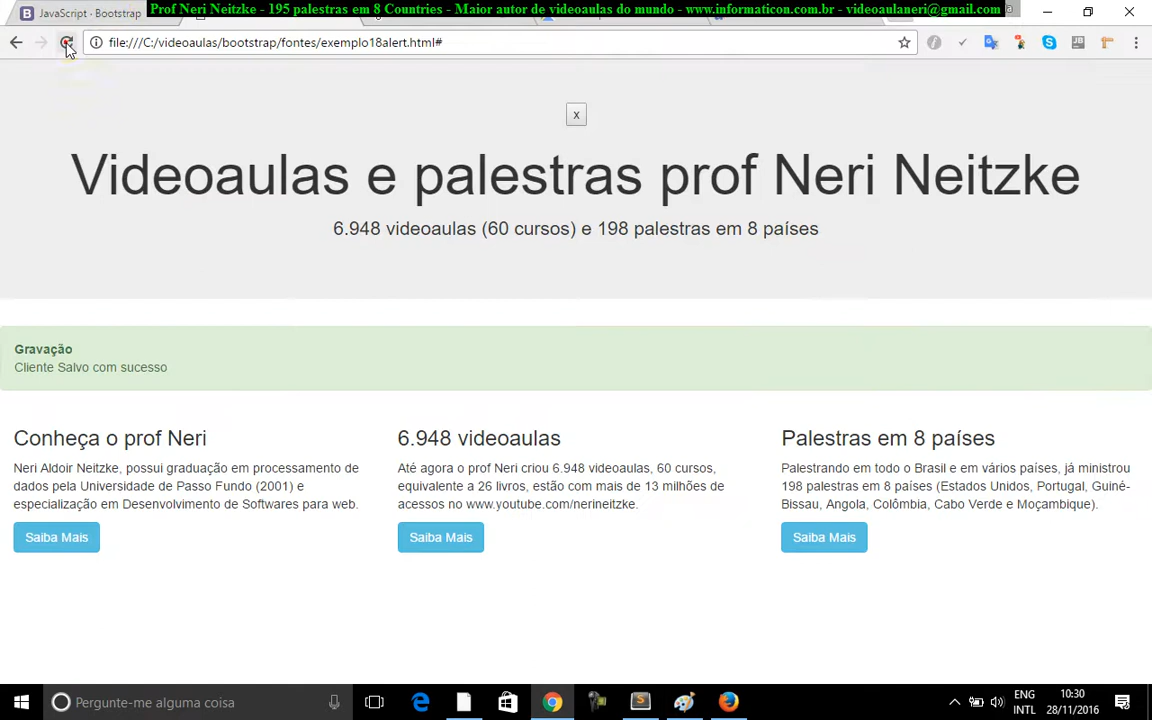 JavaScript · Bootstrap
Prof Neri Neitzke - 195 palestras em 8 Countries - Maior autor de videoaulas do mundo - www.informaticon.com.br - videoaulaneri@gmail.com
file:///C:/videoaulas/bootstrap/fontes/exemplo18alert.html#
x
Videoaulas e palestras prof Neri Neitzke
6.948 videoaulas (60 cursos) e 198 palestras em 8 países
Gravação
Cliente Salvo com sucesso
Conheça o prof Neri
Neri Aldoir Neitzke, possui graduação em processamento de
dados pela Universidade de Passo Fundo (2001) e
especialização em Desenvolvimento de Softwares para web.
Saiba Mais
6.948 videoaulas
Até agora o prof Neri criou 6.948 videoaulas, 60 cursos,
equivalente a 26 livros, estão com mais de 13 milhões de
acessos no www.youtube.com/nerineitzke.
Saiba Mais
Palestras em 8 países
Palestrando em todo o Brasil e em vários países, já ministrou
198 palestras em 8 países (Estados Unidos, Portugal, Guiné-
Bissau, Angola, Colômbia, Cabo Verde e Moçambique).
Saiba Mais
Pergunte-me alguma coisa
ENG
INTL
10:30
28/11/2016